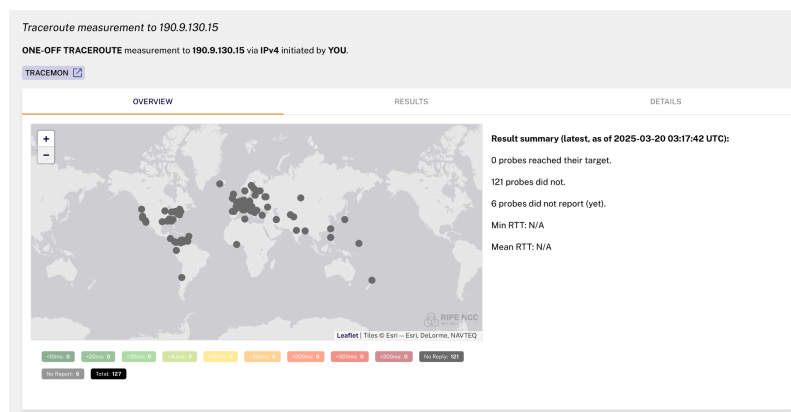 Traceroute measurement to 190.9.130.15
ONE-OFF TRACEROUTE measurement to 190.9.130.15 via IPv4 initiated by YOU.
TRACEMON
OVERVIEW RESULTS DETAILS
+
−
Result summary (latest, as of 2025-03-20 03:17:42 UTC):
0 probes reached their target.
121 probes did not.
6 probes did not report (yet).
Min RTT: N/A
Mean RTT: N/A
RIPE NCC
Leaflet | Tiles © Esri — Esri, DeLorme, NAVTEQ
<10ms: 0 <20ms: 0 <30ms: 0 <40ms: 0 <200ms: 0 <300ms: 0 >300ms: 0 No Reply: 121
No Report: 6 Total: 127